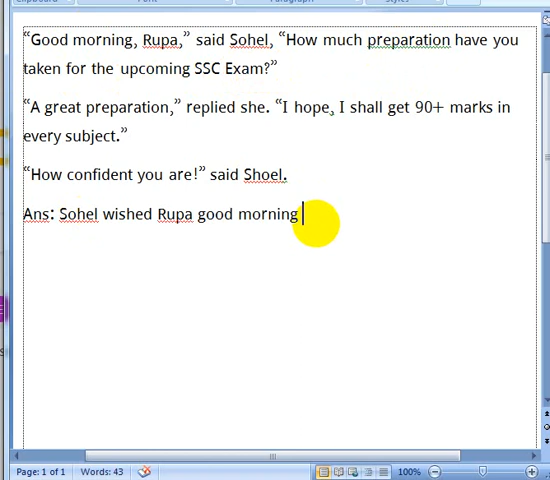 “Good morning, Rupa,” said Sohel, “How much preparation have you
taken for the upcoming SSC Exam?”
“A great preparation,” replied she. “I hope, I shall get 90+ marks in
every subject.”
“How confident you are!” said Shoel.
Ans: Sohel wished Rupa good morning
Page: 1 of 1 Words: 43 100%